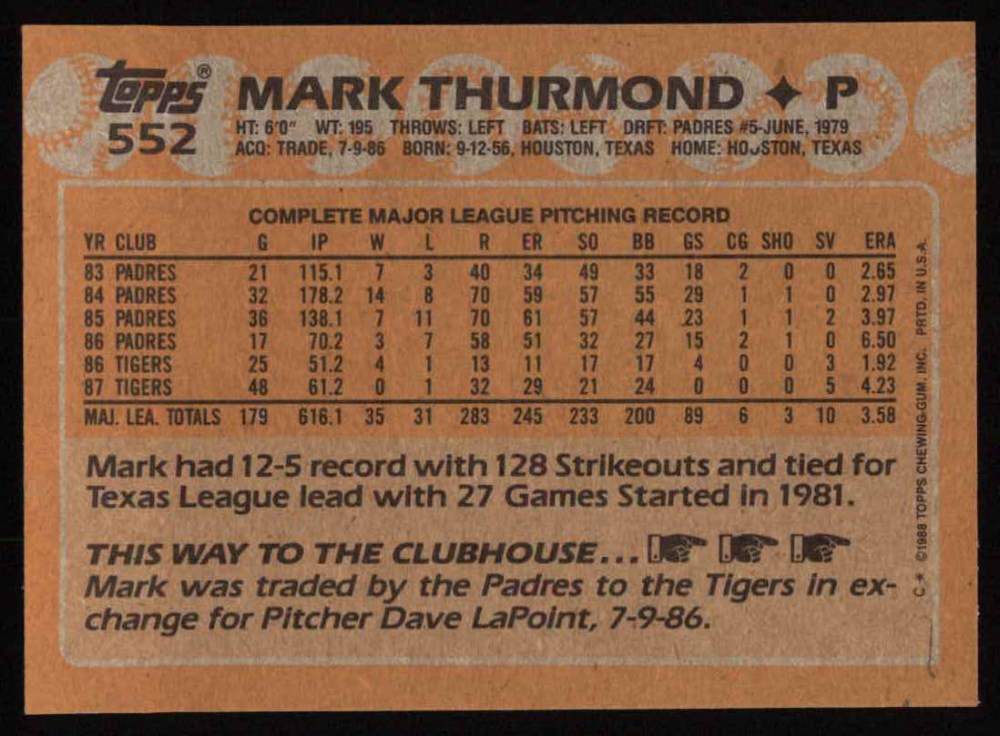 topps® MARK THURMOND ✦ P
552 HT: 6'0" WT: 195 THROWS: LEFT BATS: LEFT DRFT: PADRES #5-JUNE, 1979
ACQ: TRADE, 7-9-86 BORN: 9-12-56, HOUSTON, TEXAS HOME: HOUSTON, TEXAS
COMPLETE MAJOR LEAGUE PITCHING RECORD
YR CLUB G IP W L R ER SO BB GS CG SHO SV ERA
83 PADRES 21 115.1 7 3 40 34 49 33 18 2 0 0 2.65
84 PADRES 32 178.2 14 8 70 59 57 55 29 1 1 0 2.97
85 PADRES 36 138.1 7 11 70 61 57 44 23 1 1 2 3.97
86 PADRES 17 70.2 3 7 58 51 32 27 15 2 1 0 6.50
86 TIGERS 25 51.2 4 1 13 11 17 17 4 0 0 3 1.92
87 TIGERS 48 61.2 0 1 32 29 21 24 0 0 0 5 4.23
MAJ. LEA. TOTALS 179 616.1 35 31 283 245 233 200 89 6 3 10 3.58
Mark had 12-5 record with 128 Strikeouts and tied for
Texas League lead with 27 Games Started in 1981.
THIS WAY TO THE CLUBHOUSE...
Mark was traded by the Padres to the Tigers in ex-
change for Pitcher Dave LaPoint, 7-9-86.
C★ ©1988 TOPPS CHEWING GUM, INC. PRTD. IN U.S.A.